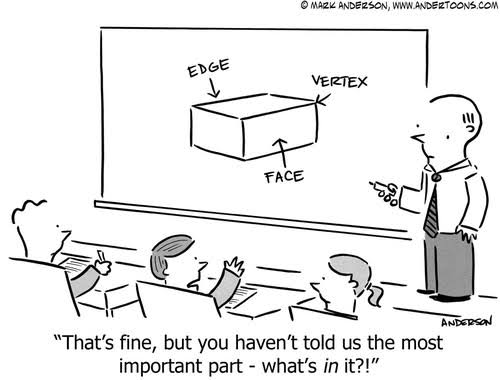 © MARK ANDERSON, WWW.ANDERTOONS.COM
EDGE
VERTEX
FACE
ANDERSON
“That’s fine, but you haven’t told us the most
important part - what’s in it?!”